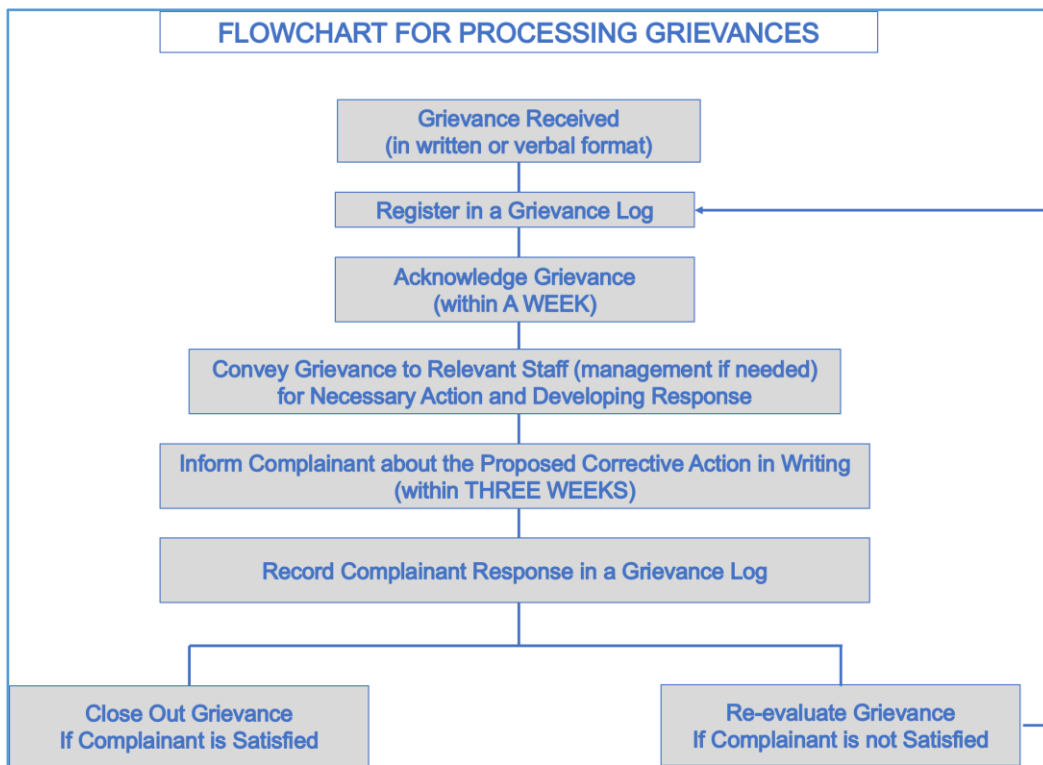 FLOWCHART FOR PROCESSING GRIEVANCES
Grievance Received
(in written or verbal format)
Register in a Grievance Log
Acknowledge Grievance
(within A WEEK)
Convey Grievance to Relevant Staff (management if needed)
for Necessary Action and Developing Response
Inform Complainant about the Proposed Corrective Action in Writing
(within THREE WEEKS)
Record Complainant Response in a Grievance Log
Close Out Grievance
If Complainant is Satisfied
Re-evaluate Grievance
If Complainant is not Satisfied